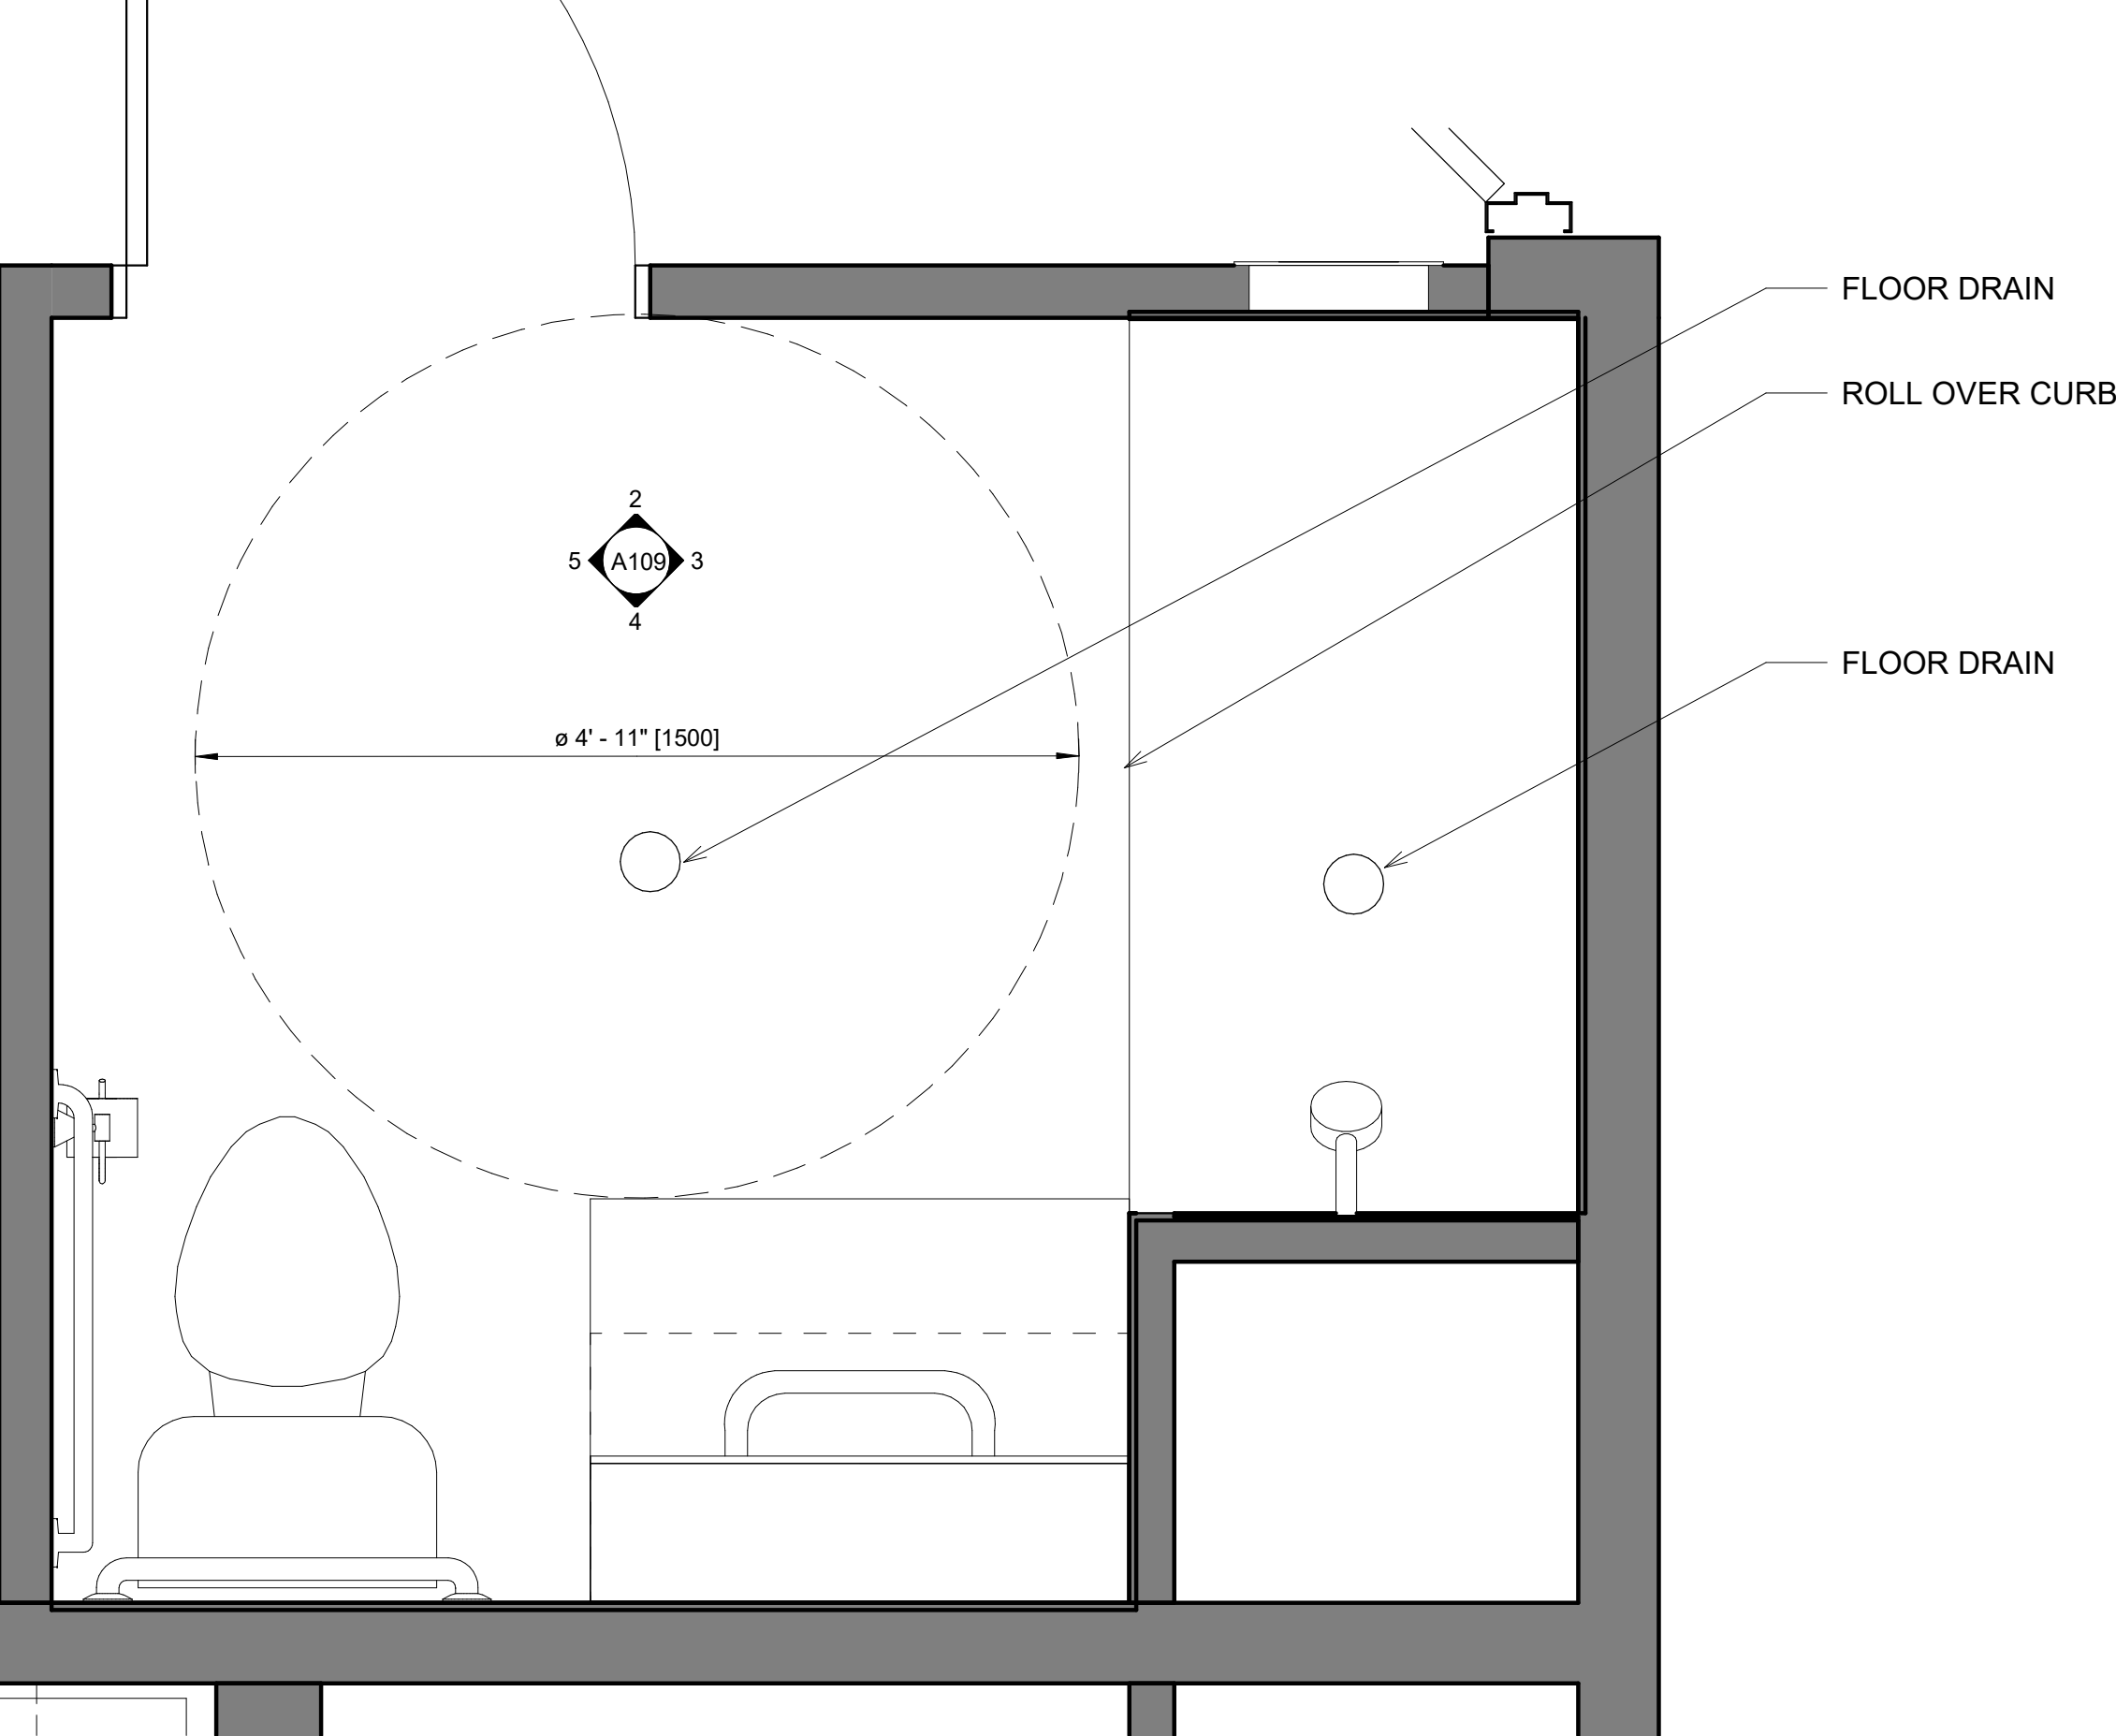 FLOOR DRAIN
ROLL OVER CURB
2
5 A109 3
4
FLOOR DRAIN
ø 4' - 11" [1500]